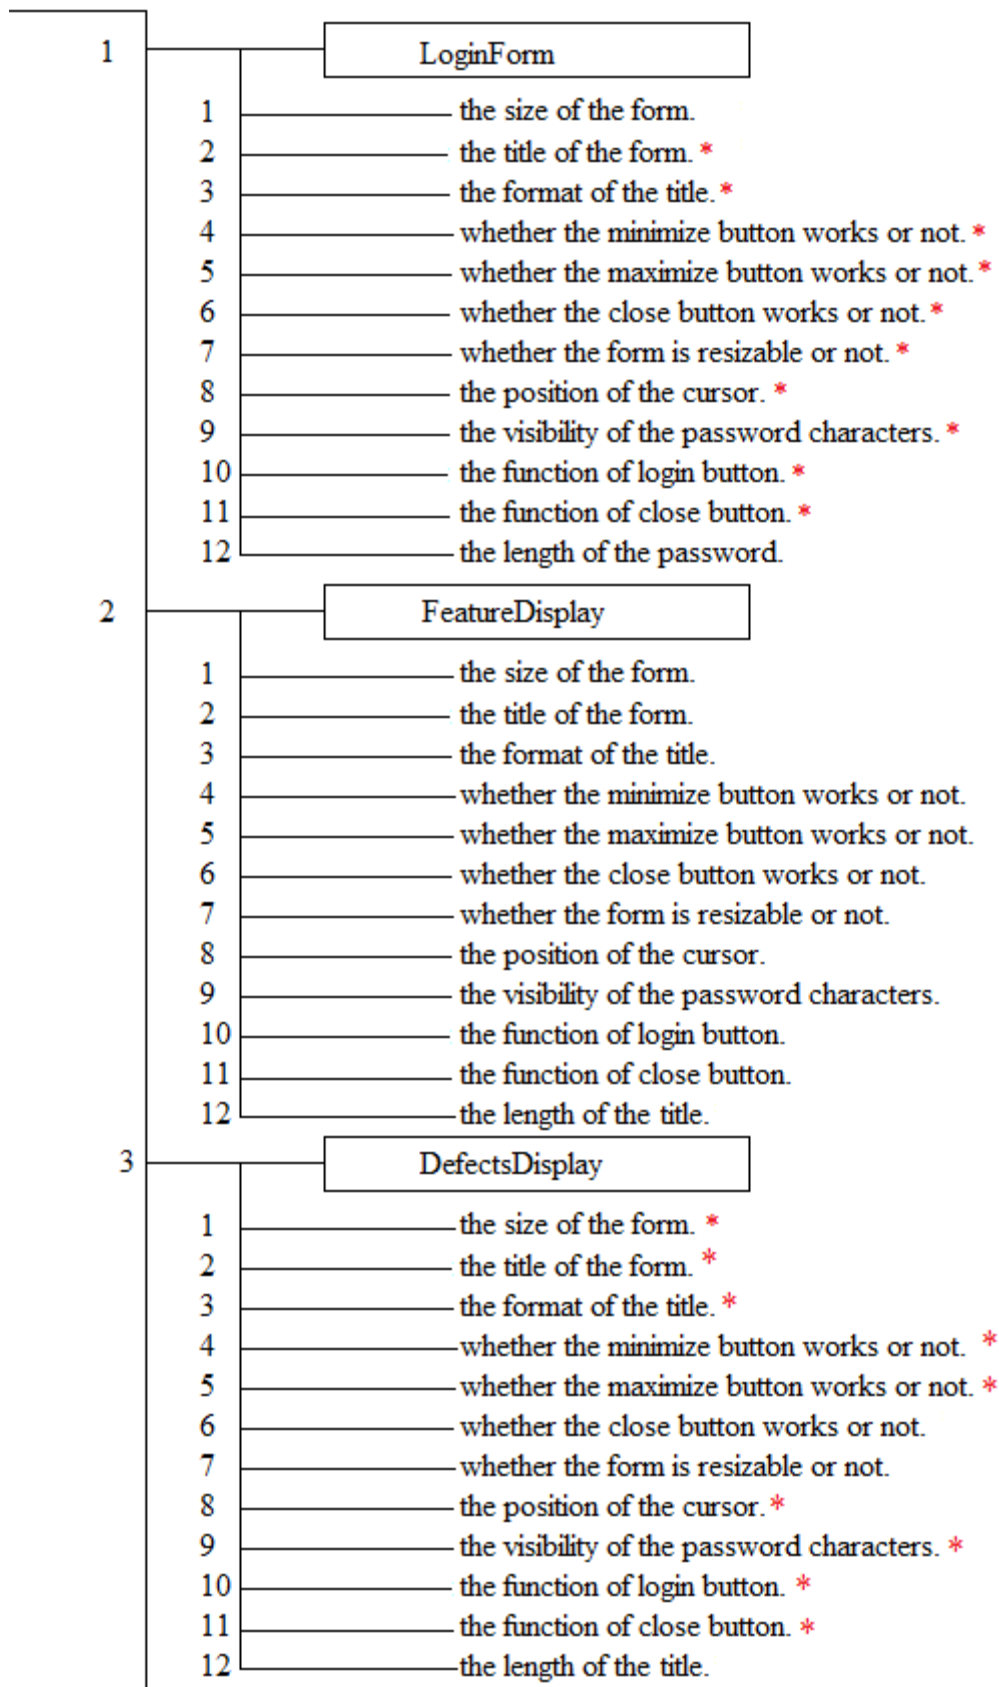 1 LoginForm
1 the size of the form.
2 the title of the form. *
3 the format of the title. *
4 whether the minimize button works or not. *
5 whether the maximize button works or not. *
6 whether the close button works or not. *
7 whether the form is resizable or not. *
8 the position of the cursor. *
9 the visibility of the password characters. *
10 the function of login button. *
11 the function of close button. *
12 the length of the password.
2 FeatureDisplay
1 the size of the form.
2 the title of the form.
3 the format of the title.
4 whether the minimize button works or not.
5 whether the maximize button works or not.
6 whether the close button works or not.
7 whether the form is resizable or not.
8 the position of the cursor.
9 the visibility of the password characters.
10 the function of login button.
11 the function of close button.
12 the length of the title.
3 DefectsDisplay
1 the size of the form. *
2 the title of the form. *
3 the format of the title. *
4 whether the minimize button works or not. *
5 whether the maximize button works or not. *
6 whether the close button works or not.
7 whether the form is resizable or not.
8 the position of the cursor. *
9 the visibility of the password characters. *
10 the function of login button. *
11 the function of close button. *
12 the length of the title.